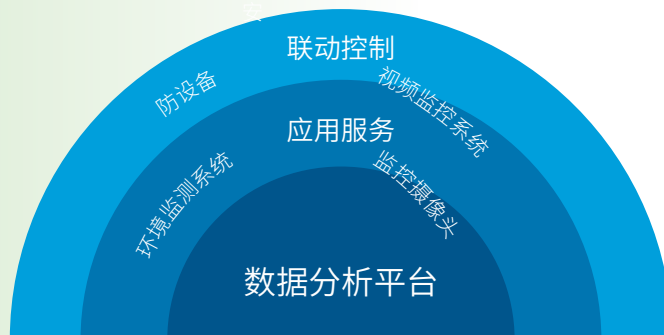 安
联动控制
防设备
视频监控系统
应用服务
环境监测系统
监控摄像头
数据分析平台